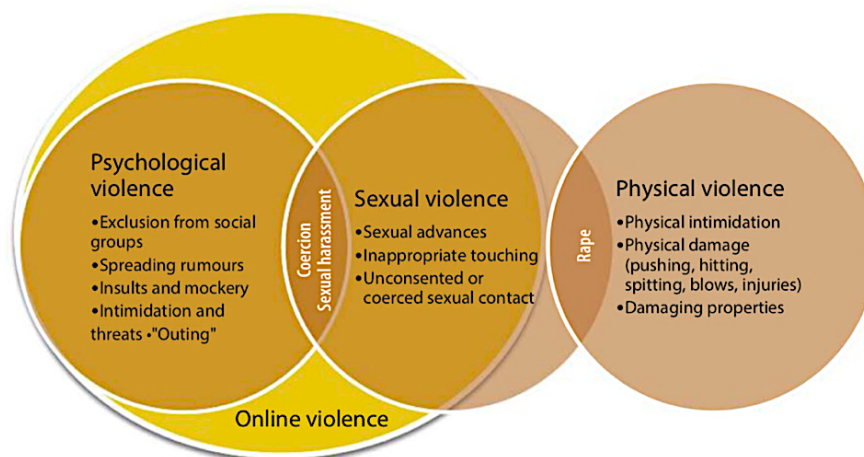 Psychological
violence
•Exclusion from social
groups
•Spreading rumours
•Insults and mockery
•Intimidation and
threats •"Outing"
Coercion
Sexual harassment
Sexual violence
•Sexual advances
•Inappropriate touching
•Unconsented or
coerced sexual contact
Rape
Physical violence
•Physical intimidation
•Physical damage
(pushing, hitting,
spitting, blows, injuries)
•Damaging properties
Online violence